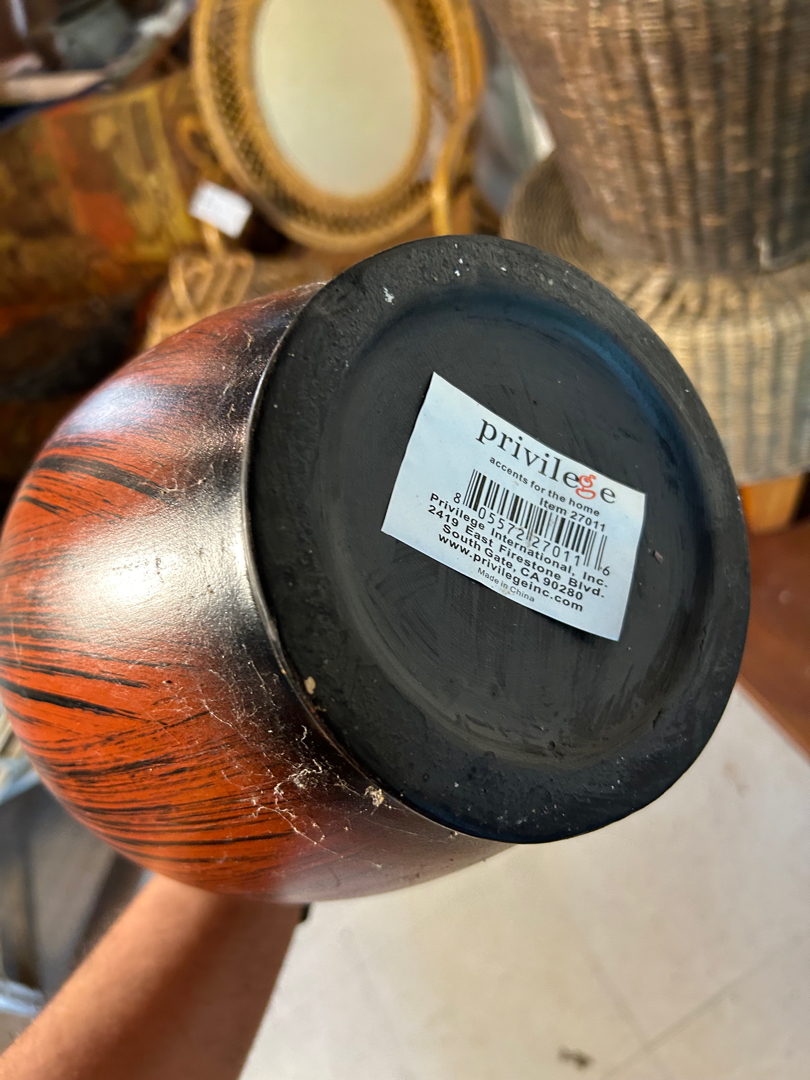 privilege
accents for the home
Item 27011
8 05572 27011 6
Privilege International, Inc.
2419 East Firestone Blvd.
South Gate, CA 90280
www.privilegeinc.com
Made in China